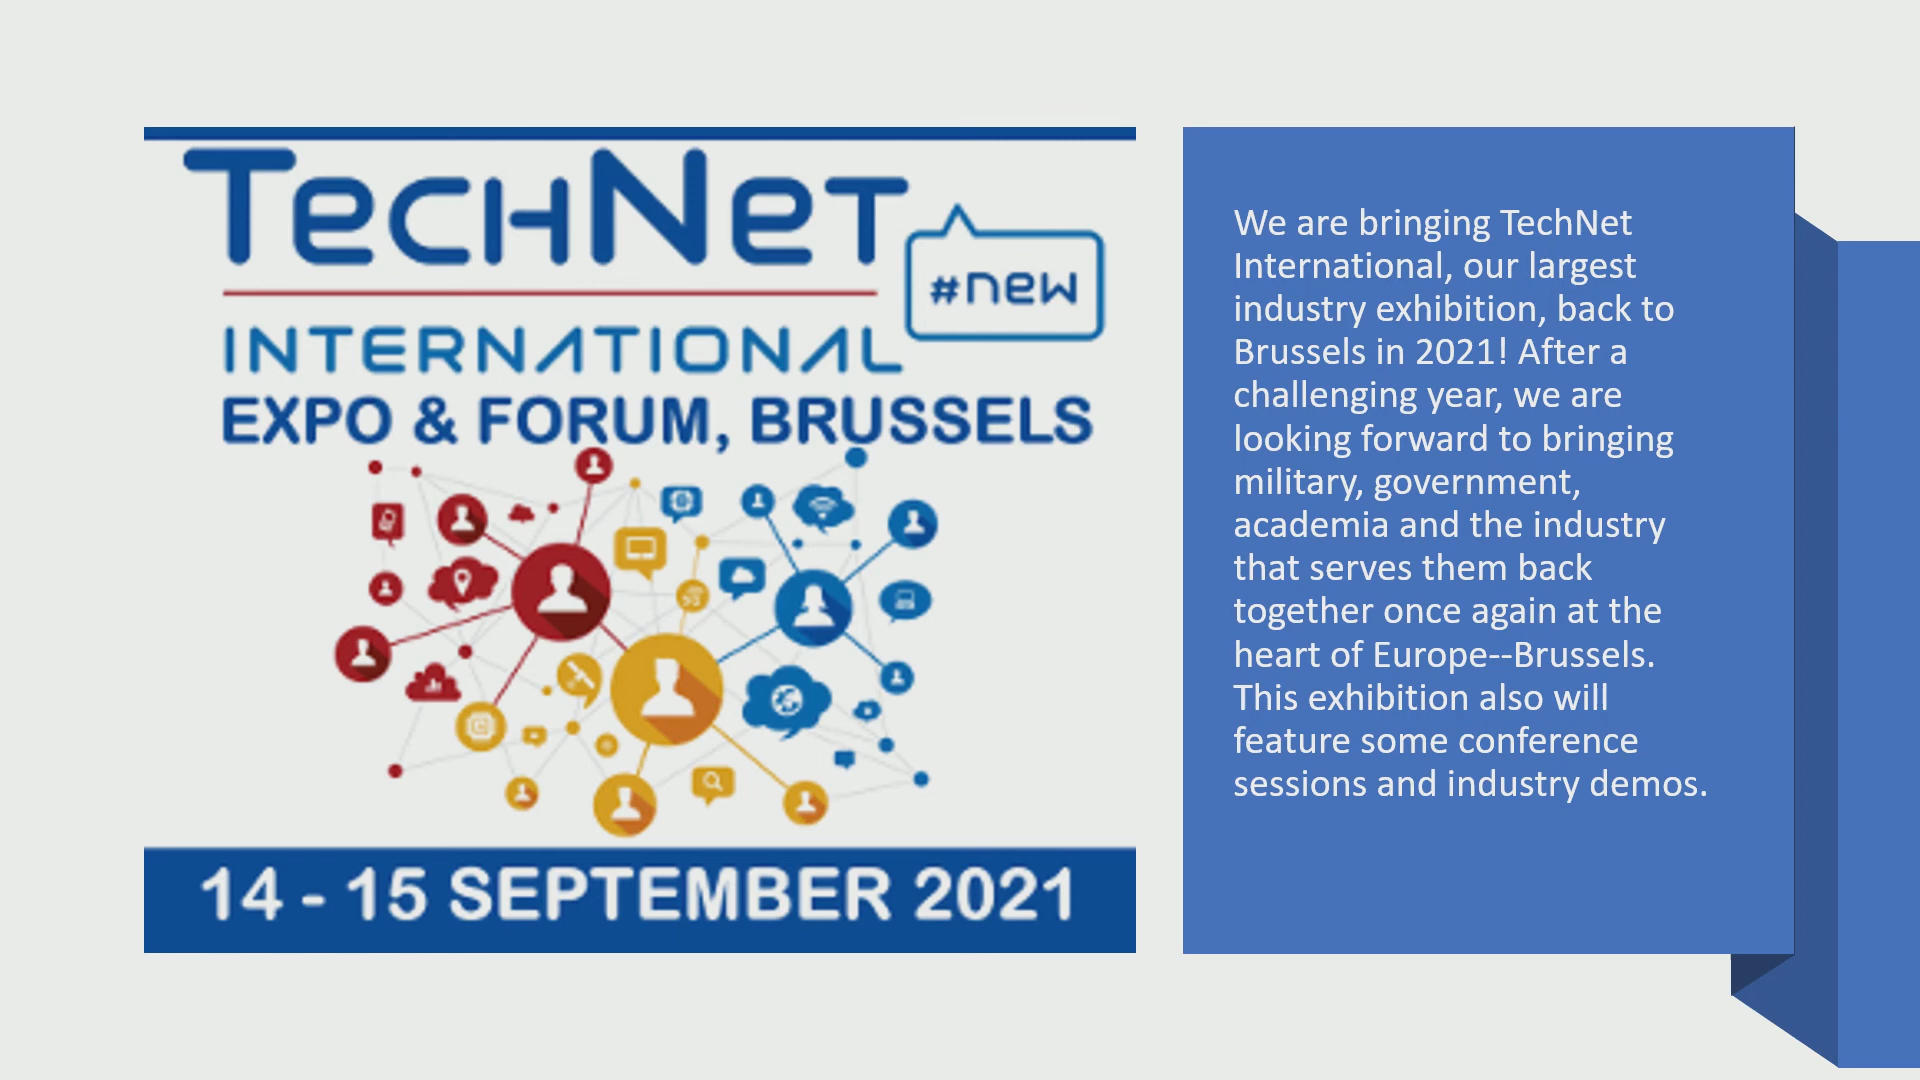 TechNet
#new
INTERNATIONAL
EXPO & FORUM, BRUSSELS
14 - 15 SEPTEMBER 2021
We are bringing TechNet
International, our largest
industry exhibition, back to
Brussels in 2021! After a
challenging year, we are
looking forward to bringing
military, government,
academia and the industry
that serves them back
together once again at the
heart of Europe--Brussels.
This exhibition also will
feature some conference
sessions and industry demos.